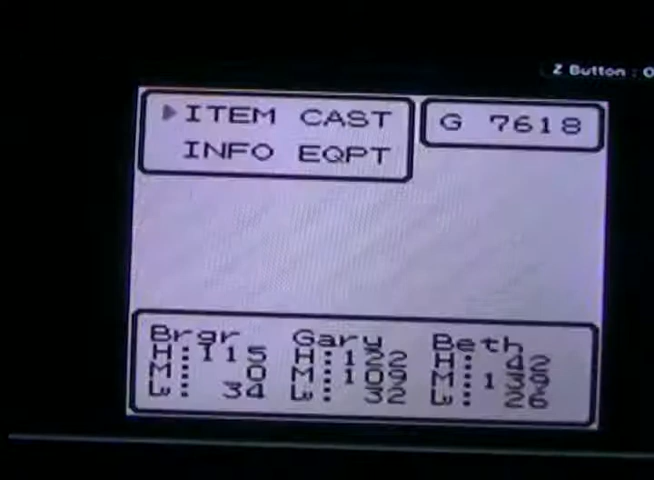 Z Button : O
ITEM CAST
INFO EQPT
G 7618
Brgr Gary Beth
H:115 H:122 H: 42
M: 0 M:109 M:139
L: 34 L: 32 L: 26